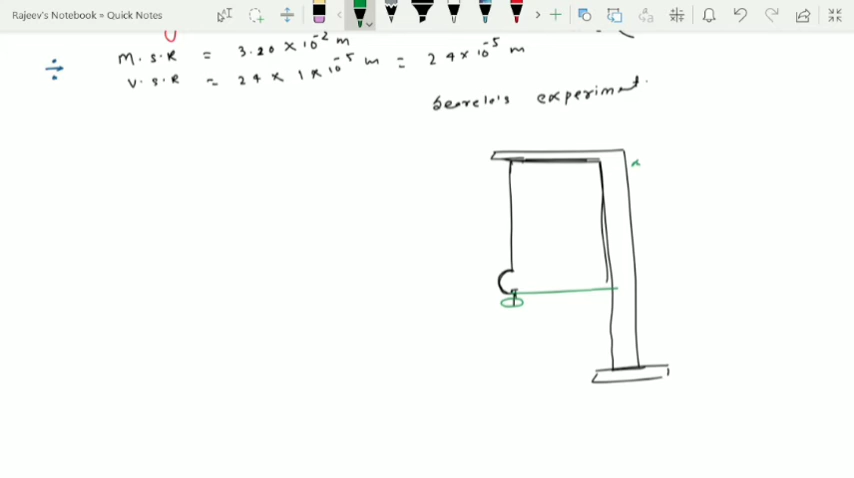 Rajeev's Notebook » Quick Notes
M.S.R = 3.20 × 10⁻² m
V.S.R = 24 × 1 × 10⁻⁵ m = 24 × 10⁻⁵ m
Searle's experiment.